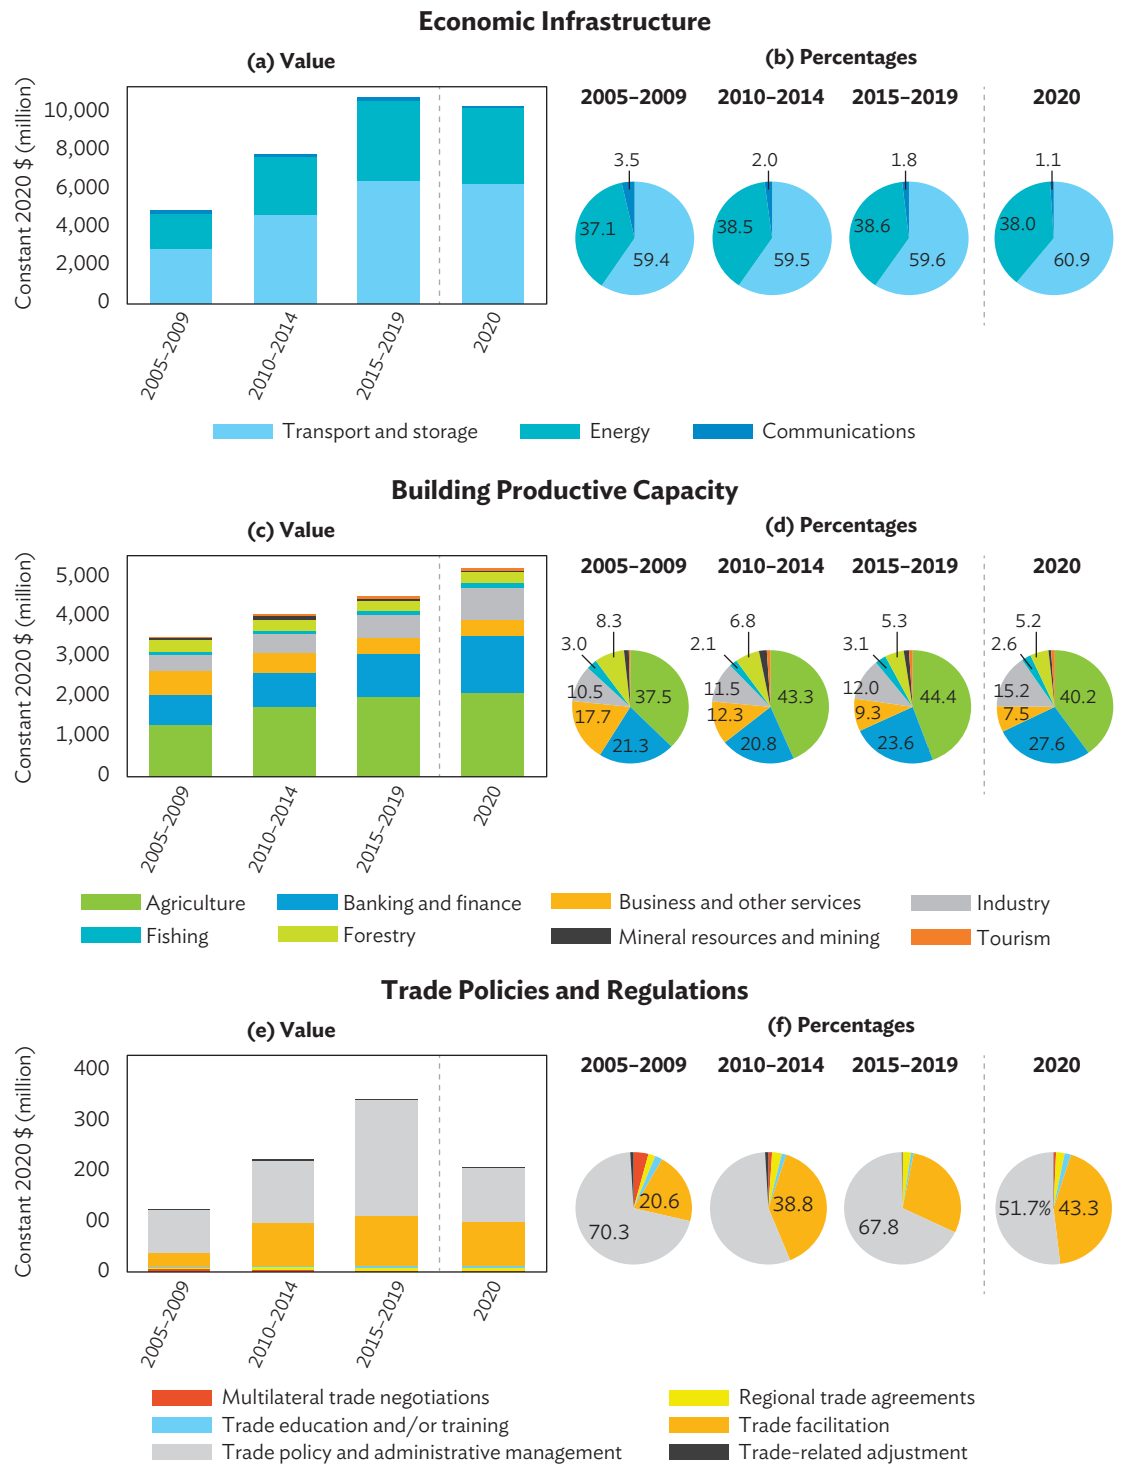 Economic Infrastructure
(a) Value
(b) Percentages
Constant 2020 $ (million)
10,000
8,000
6,000
4,000
2,000
0
2005–2009
2010–2014
2015–2019
2020
2005–2009
2010–2014
2015–2019
2020
3.5
2.0
1.8
1.1
37.1
38.5
38.6
38.0
59.4
59.5
59.6
60.9
Transport and storage
Energy
Communications
Building Productive Capacity
(c) Value
(d) Percentages
Constant 2020 $ (million)
5,000
4,000
3,000
2,000
1,000
0
2005–2009
2010–2014
2015–2019
2020
2005–2009
2010–2014
2015–2019
2020
8.3
3.0
10.5
37.5
17.7
21.3
6.8
2.1
11.5
43.3
12.3
20.8
5.3
3.1
12.0
44.4
9.3
23.6
5.2
2.6
15.2
40.2
7.5
27.6
Agriculture
Banking and finance
Business and other services
Industry
Fishing
Forestry
Mineral resources and mining
Tourism
Trade Policies and Regulations
(e) Value
(f) Percentages
Constant 2020 $ (million)
400
300
200
00
0
2005–2009
2010–2014
2015–2019
2020
2005–2009
2010–2014
2015–2019
2020
20.6
70.3
38.8
67.8
51.7%
43.3
Multilateral trade negotiations
Regional trade agreements
Trade education and/or training
Trade facilitation
Trade policy and administrative management
Trade-related adjustment